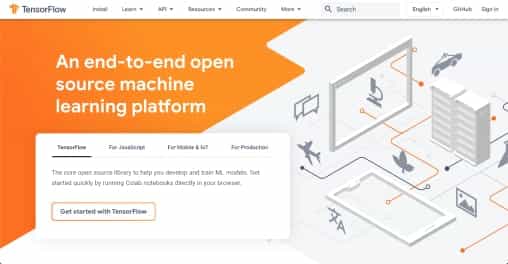 TensorFlow Install Learn API Resources Community More Search English GitHub Sign in
An end-to-end open
source machine
learning platform
TensorFlow For JavaScript For Mobile & IoT For Production
The core open source library to help you develop and train ML models. Get
started quickly by running Colab notebooks directly in your browser.
Get started with TensorFlow